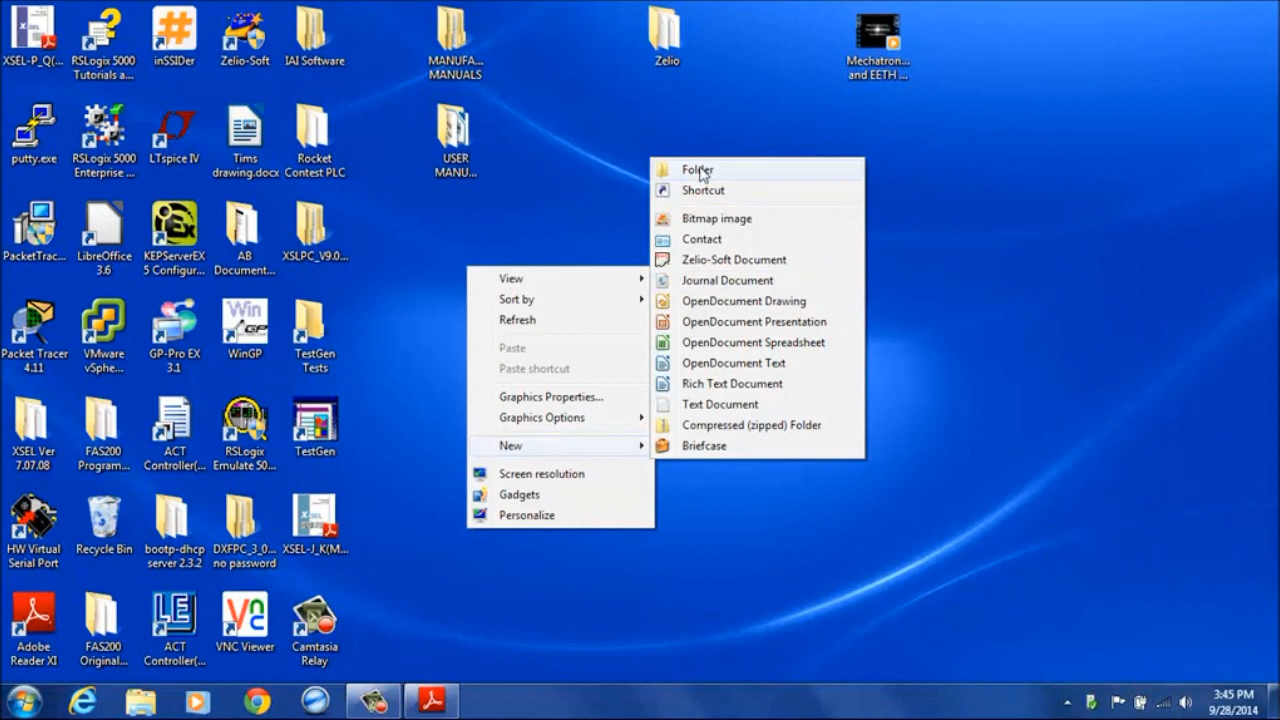 XSEL-P_Q(...
RSLogix 5000
Tutorials a...
inSSIDer
Zelio-Soft
IAI Software
MANUFA...
MANUALS
Zelio
Mechatron...
and EETH ...
putty.exe
RSLogix 5000
Enterprise ...
LTspice IV
Tims
drawing.docx
Rocket
Contest PLC
USER
MANU...
PacketTrac...
LibreOffice
3.6
KEPServerEX
5 Configur...
AB
Document...
XSLPC_V9.0...
Packet Tracer
4.11
VMware
vSphe...
GP-Pro EX
3.1
WinGP
TestGen
Tests
XSEL Ver
7.07.08
FAS200
Program...
ACT
Controller(...
RSLogix
Emulate 50...
TestGen
HW Virtual
Serial Port
Recycle Bin
bootp-dhcp
server 2.3.2
DXFPC_3_0...
no password
XSEL-J_K(M...
Adobe
Reader XI
FAS200
Original...
ACT
Controller(...
VNC Viewer
Camtasia
Relay
View
Sort by
Refresh
Paste
Paste shortcut
Graphics Properties...
Graphics Options
New
Screen resolution
Gadgets
Personalize
Folder
Shortcut
Bitmap image
Contact
Zelio-Soft Document
Journal Document
OpenDocument Drawing
OpenDocument Presentation
OpenDocument Spreadsheet
OpenDocument Text
Rich Text Document
Text Document
Compressed (zipped) Folder
Briefcase
3:45 PM
9/28/2014